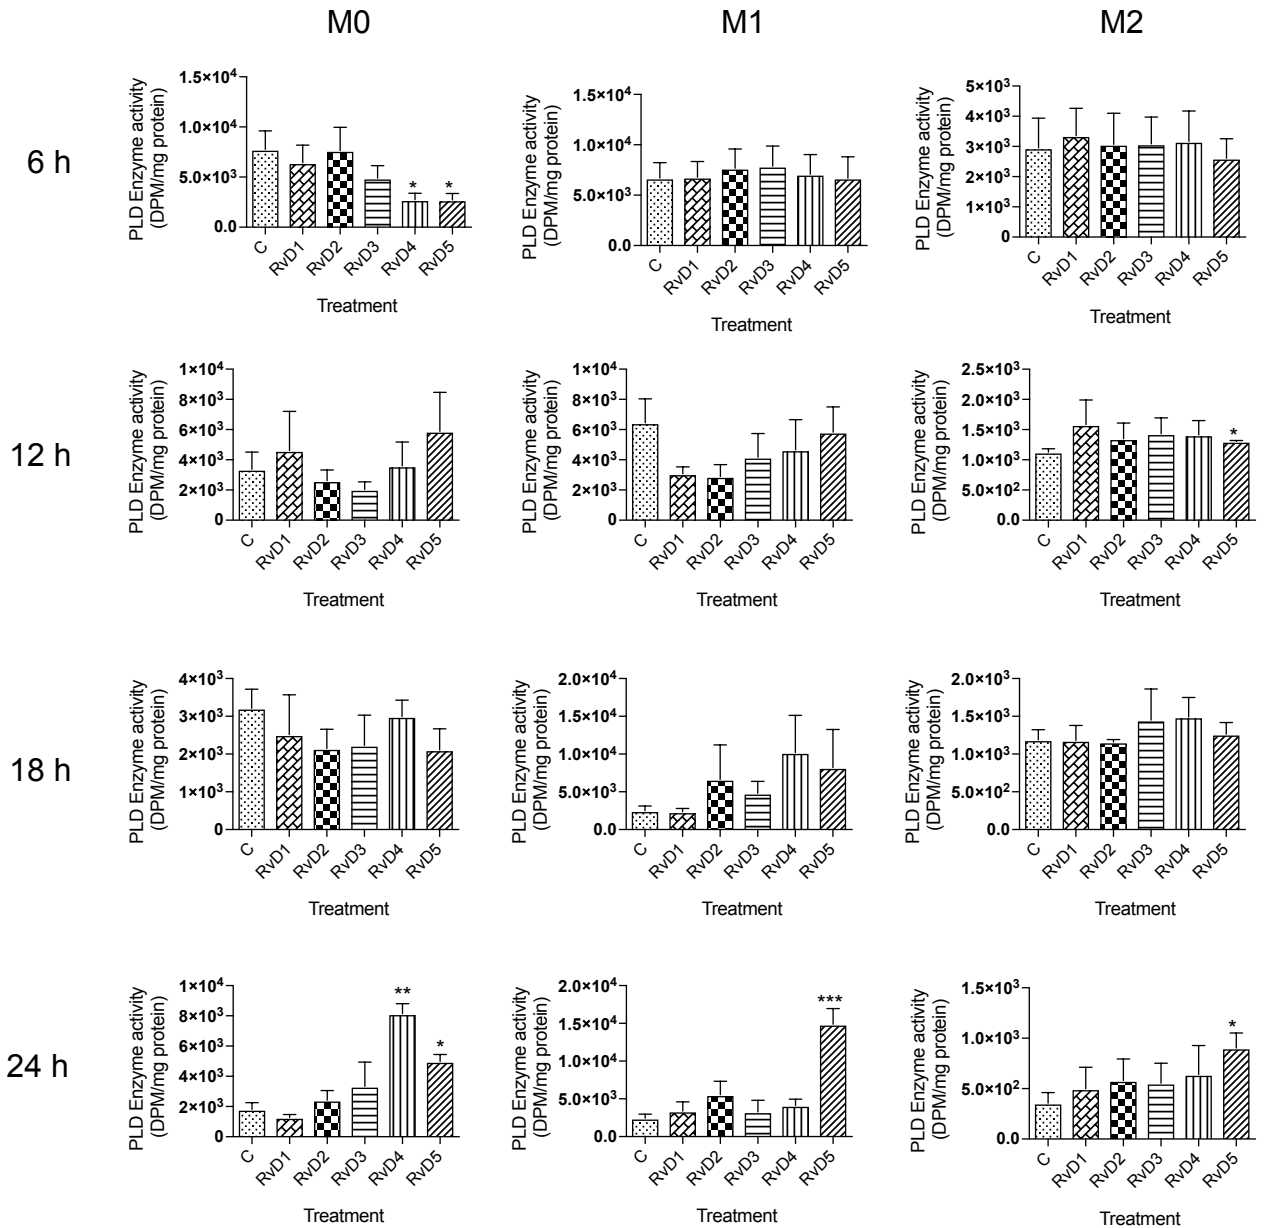 M0
M1
M2
6 h
PLD Enzyme activity
(DPM/mg protein)
1.5×10⁴
1.0×10⁴
5.0×10³
0.0
* *
C RvD1 RvD2 RvD3 RvD4 RvD5
Treatment
PLD Enzyme activity
(DPM/mg protein)
1.5×10⁴
1.0×10⁴
5.0×10³
0.0
C RvD1 RvD2 RvD3 RvD4 RvD5
Treatment
PLD Enzyme activity
(DPM/mg protein)
5×10³
4×10³
3×10³
2×10³
1×10³
0
C RvD1 RvD2 RvD3 RvD4 RvD5
Treatment
12 h
PLD Enzyme activity
(DPM/mg protein)
1×10⁴
8×10³
6×10³
4×10³
2×10³
0
C RvD1 RvD2 RvD3 RvD4 RvD5
Treatment
PLD Enzyme activity
(DPM/mg protein)
1×10⁴
8×10³
6×10³
4×10³
2×10³
0
C RvD1 RvD2 RvD3 RvD4 RvD5
Treatment
PLD Enzyme activity
(DPM/mg protein)
2.5×10³
2.0×10³
1.5×10³
1.0×10³
5.0×10²
0.0
*
C RvD1 RvD2 RvD3 RvD4 RvD5
Treatment
18 h
PLD Enzyme activity
(DPM/mg protein)
4×10³
3×10³
2×10³
1×10³
0
C RvD1 RvD2 RvD3 RvD4 RvD5
Treatment
PLD Enzyme activity
(DPM/mg protein)
2.0×10⁴
1.5×10⁴
1.0×10⁴
5.0×10³
0.0
C RvD1 RvD2 RvD3 RvD4 RvD5
Treatment
PLD Enzyme activity
(DPM/mg protein)
2.0×10³
1.5×10³
1.0×10³
5.0×10²
0.0
C RvD1 RvD2 RvD3 RvD4 RvD5
Treatment
24 h
PLD Enzyme activity
(DPM/mg protein)
1×10⁴
8×10³
6×10³
4×10³
2×10³
0
** *
C RvD1 RvD2 RvD3 RvD4 RvD5
Treatment
PLD Enzyme activity
(DPM/mg protein)
2.0×10⁴
1.5×10⁴
1.0×10⁴
5.0×10³
0.0
***
C RvD1 RvD2 RvD3 RvD4 RvD5
Treatment
PLD Enzyme activity
(DPM/mg protein)
1.5×10³
1.0×10³
5.0×10²
0.0
*
C RvD1 RvD2 RvD3 RvD4 RvD5
Treatment